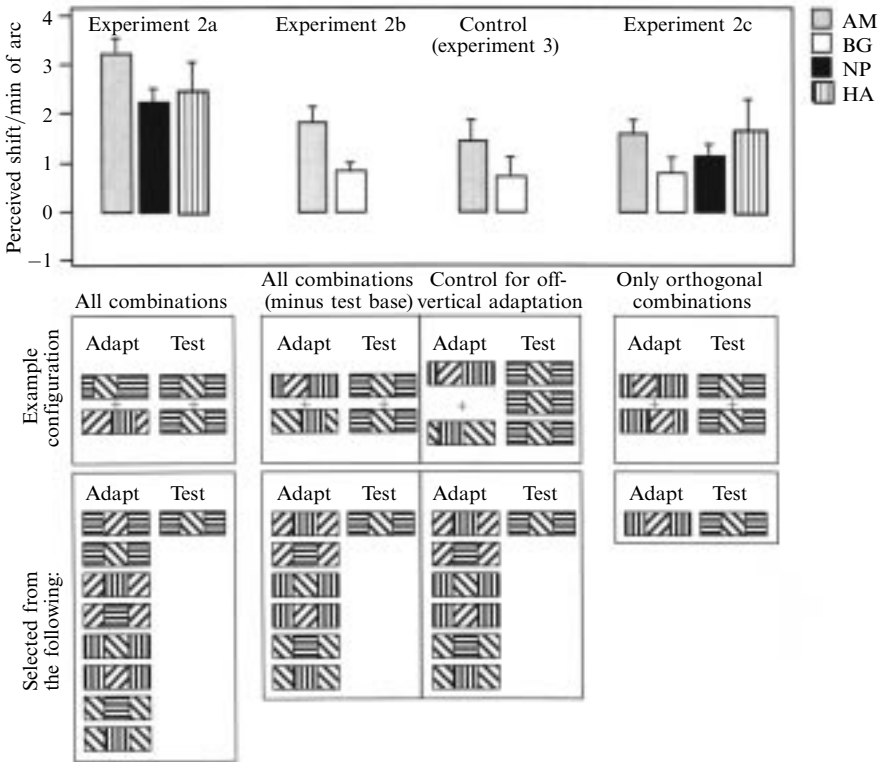 4
3
2
1
0
−1
Perceived shift/min of arc
Experiment 2a
Experiment 2b
Control
(experiment 3)
Experiment 2c
AM
BG
NP
HA
All combinations
All combinations
(minus test base)
Control for off-
vertical adaptation
Only orthogonal
combinations
Example
configuration
Adapt Test
Adapt Test
Adapt Test
Adapt Test
Selected from
the following:
Adapt Test
Adapt Test
Adapt Test
Adapt Test